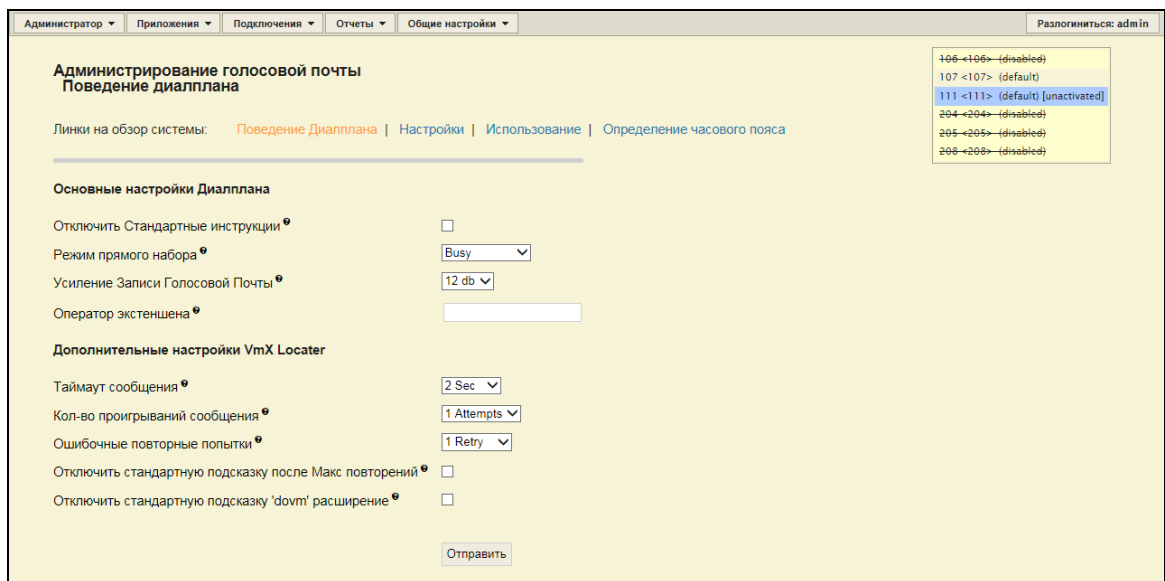 Администратор ▼ Приложения ▼ Подключения ▼ Отчеты ▼ Общие настройки ▼ Разлогиниться: admin
Администрирование голосовой почты
Поведение диалплана
Линки на обзор системы: Поведение Диалплана | Настройки | Использование | Определение часового пояса
106 <106> (disabled)
107 <107> (default)
111 <111> (default) [unactivated]
204 <204> (disabled)
205 <205> (disabled)
208 <208> (disabled)
Основные настройки Диалплана
Отключить Стандартные инструкции ?
Режим прямого набора ? Busy
Усиление Записи Голосовой Почты ? 12 db
Оператор экстеншена ?
Дополнительные настройки VmX Locater
Таймаут сообщения ? 2 Sec
Кол-во проигрываний сообщения ? 1 Attempts
Ошибочные повторные попытки ? 1 Retry
Отключить стандартную подсказку после Макс повторений ?
Отключить стандартную подсказку 'dovm' расширение ?
Отправить